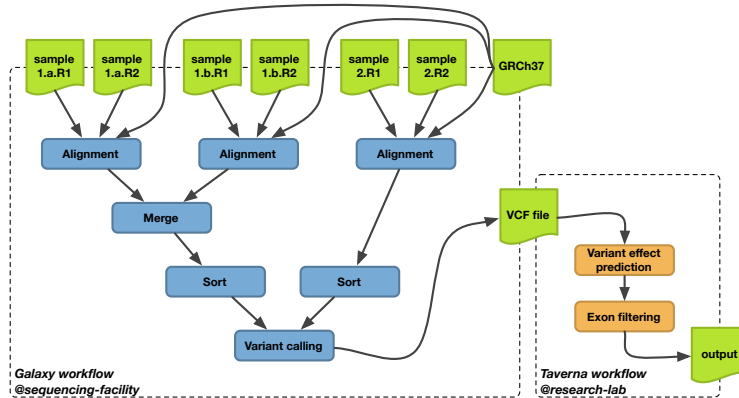 sample
1.a.R1
sample
1.a.R2
sample
1.b.R1
sample
1.b.R2
sample
2.R1
sample
2.R2
GRCh37
Alignment
Alignment
Alignment
Merge
VCF file
Variant effect
prediction
Sort
Sort
Exon filtering
Variant calling
output
Galaxy workflow
@sequencing-facility
Taverna workflow
@research-lab